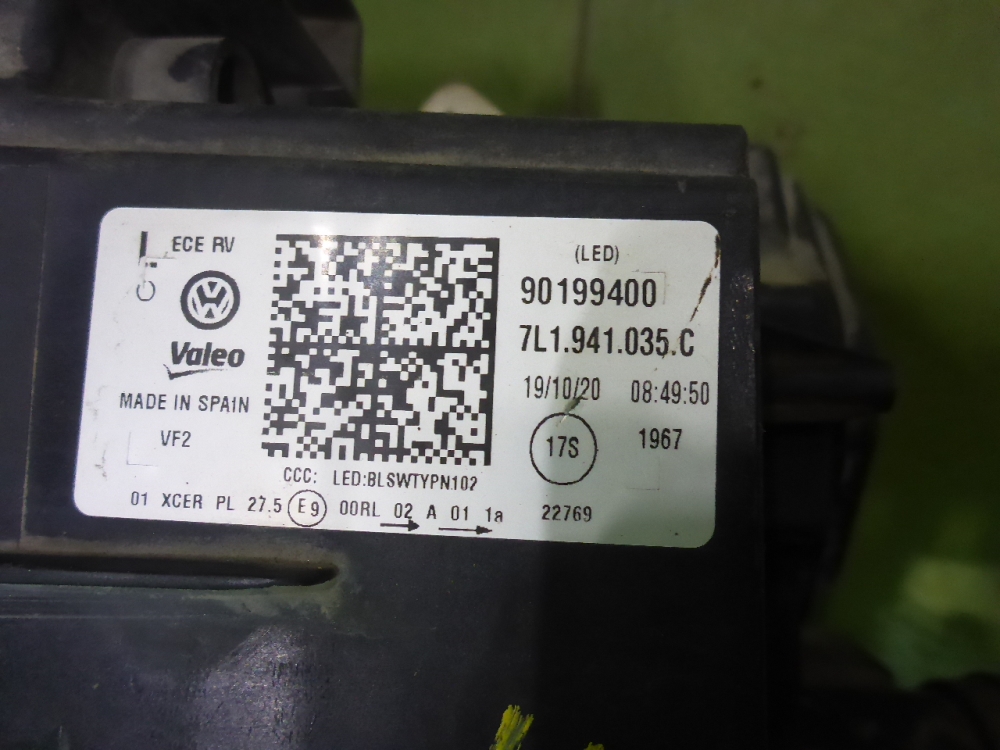 ECE RV
(LED)
90199400
7L1.941.035.C
Valeo
19/10/20 08:49:50
MADE IN SPAIN
VF2
17S
1967
CCC: LED:BLSWTYPN102
01 XCER PL 27.5 E9 00RL 02 A 01 1a 22769